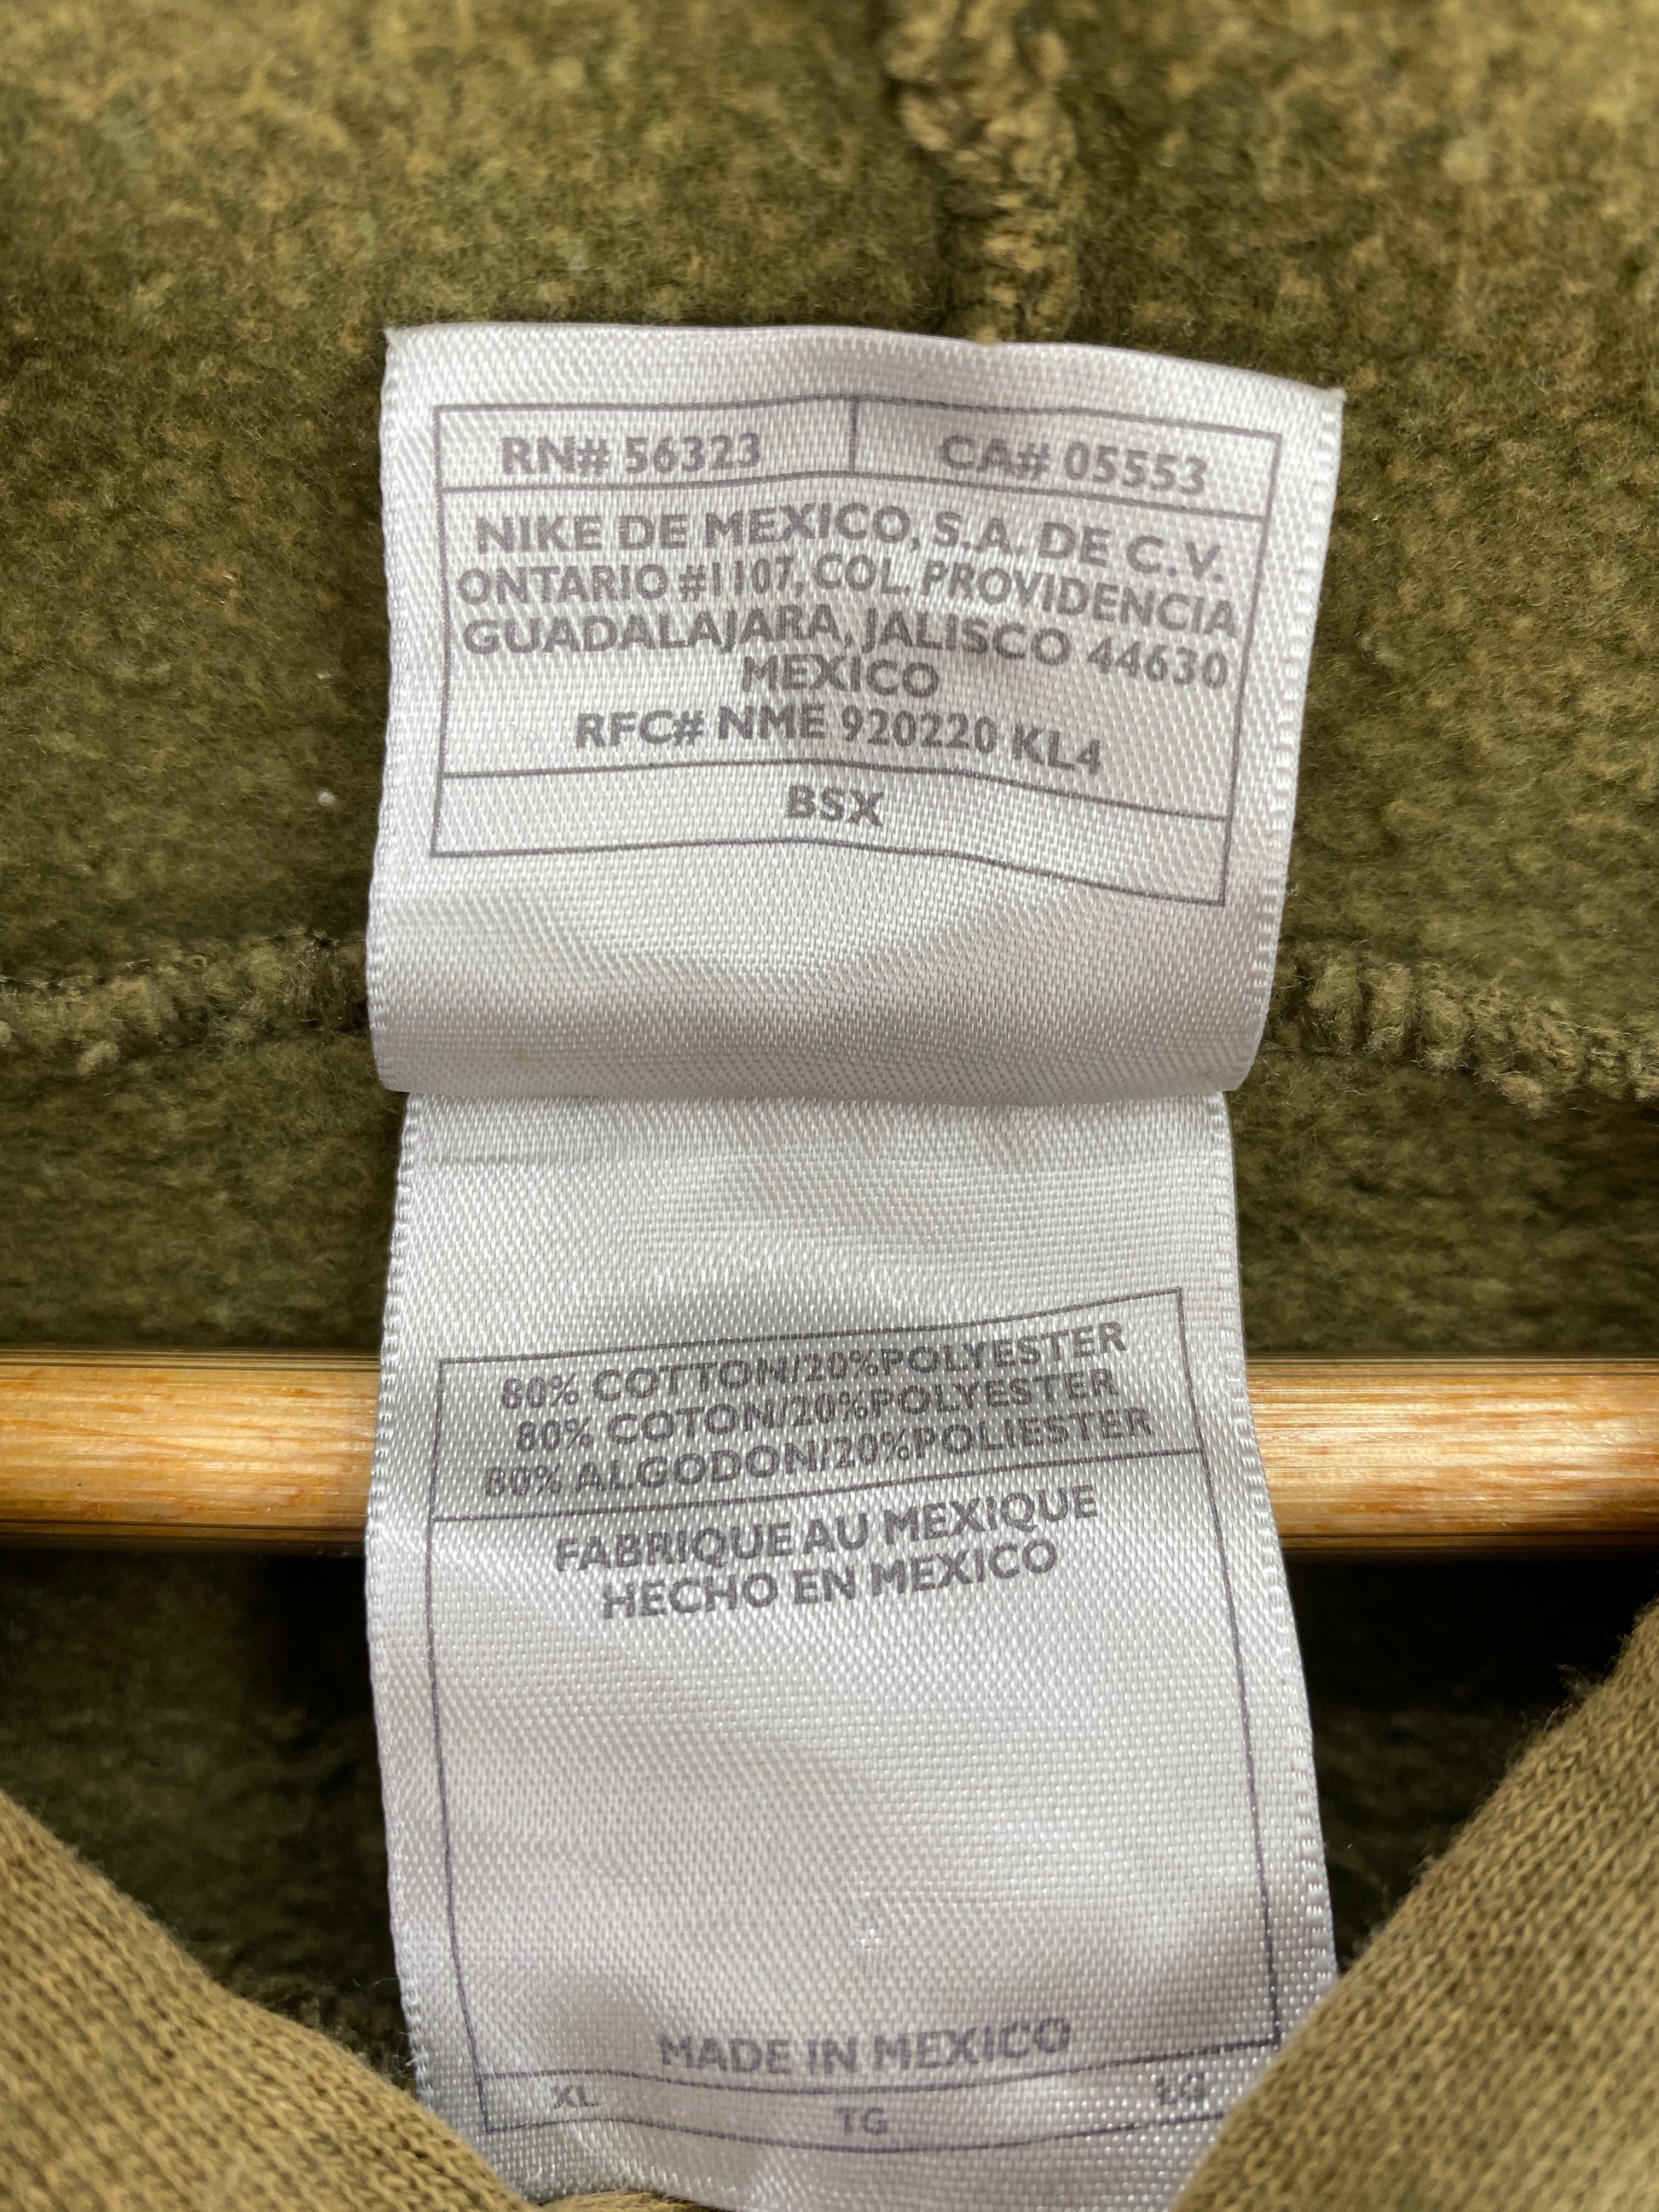 RN# 56323 CA# 05553
NIKE DE MEXICO, S.A. DE C.V.
ONTARIO #1107, COL. PROVIDENCIA
GUADALAJARA, JALISCO 44630
MEXICO
RFC# NME 920220 KL4
BSX
80% COTTON/20%POLYESTER
80% COTON/20%POLYESTER
80% ALGODON/20%POLIESTER
FABRIQUE AU MEXIQUE
HECHO EN MEXICO
MADE IN MEXICO
XL
TG